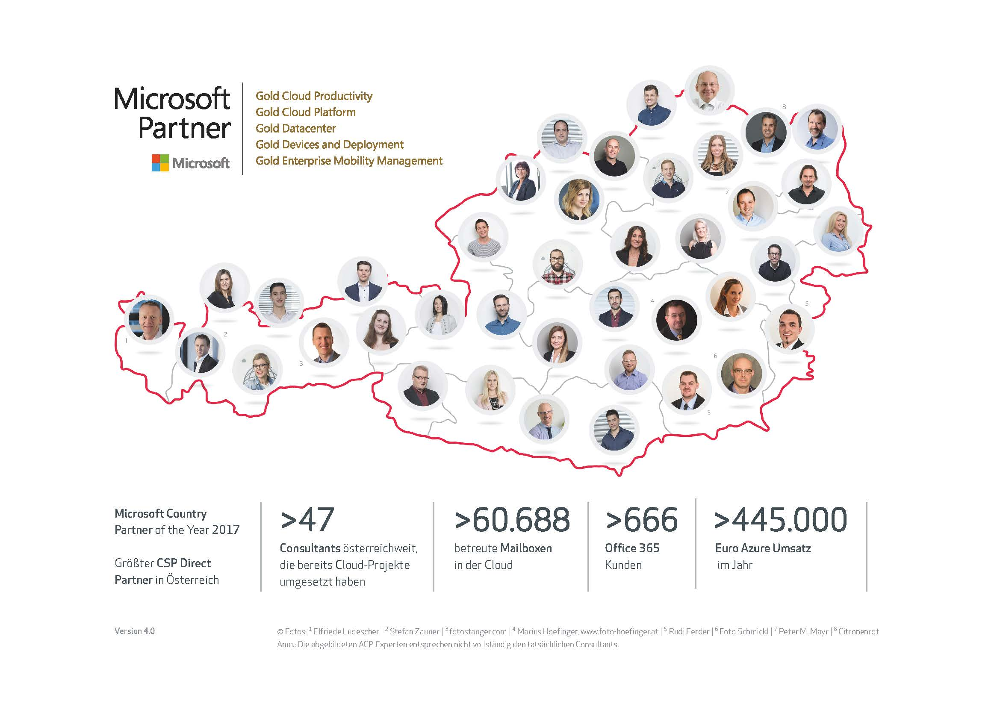 Microsoft
Partner
Microsoft
Gold Cloud Productivity
Gold Cloud Platform
Gold Datacenter
Gold Devices and Deployment
Gold Enterprise Mobility Management
8
7
5
4
2
1
3
6
5
Microsoft Country
Partner of the Year 2017
Größter CSP Direct
Partner in Österreich
>47
Consultants österreichweit,
die bereits Cloud-Projekte
umgesetzt haben
>60.688
betreute Mailboxen
in der Cloud
>666
Office 365
Kunden
>445.000
Euro Azure Umsatz
im Jahr
Version 4.0
© Fotos: ¹ Elfriede Ludescher | ² Stefan Zauner | ³ fotostanger.com | ⁴ Marius Hoefinger, www.foto-hoefinger.at | ⁵ Rudi Ferder | ⁶ Foto Schmickl | ⁷ Peter M. Mayr | ⁸ Citronenrot
Anm.: Die abgebildeten ACP Experten entsprechen nicht vollständig den tatsächlichen Consultants.